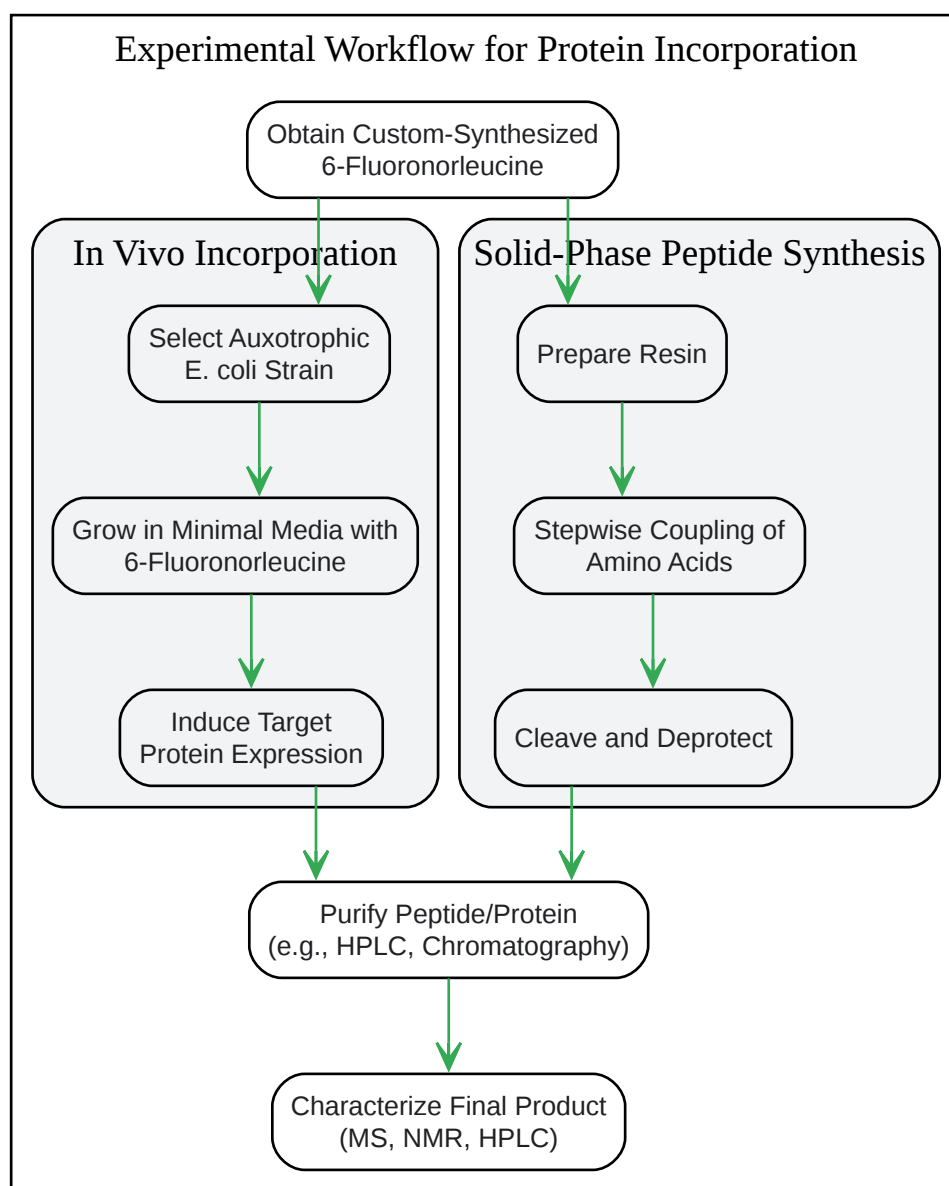 Experimental Workflow for Protein Incorporation
Obtain Custom-Synthesized
6-Fluoronorleucine
In Vivo Incorporation
Select Auxotrophic
E. coli Strain
Grow in Minimal Media with
6-Fluoronorleucine
Induce Target
Protein Expression
Solid-Phase Peptide Synthesis
Prepare Resin
Stepwise Coupling of
Amino Acids
Cleave and Deprotect
Purify Peptide/Protein
(e.g., HPLC, Chromatography)
Characterize Final Product
(MS, NMR, HPLC)